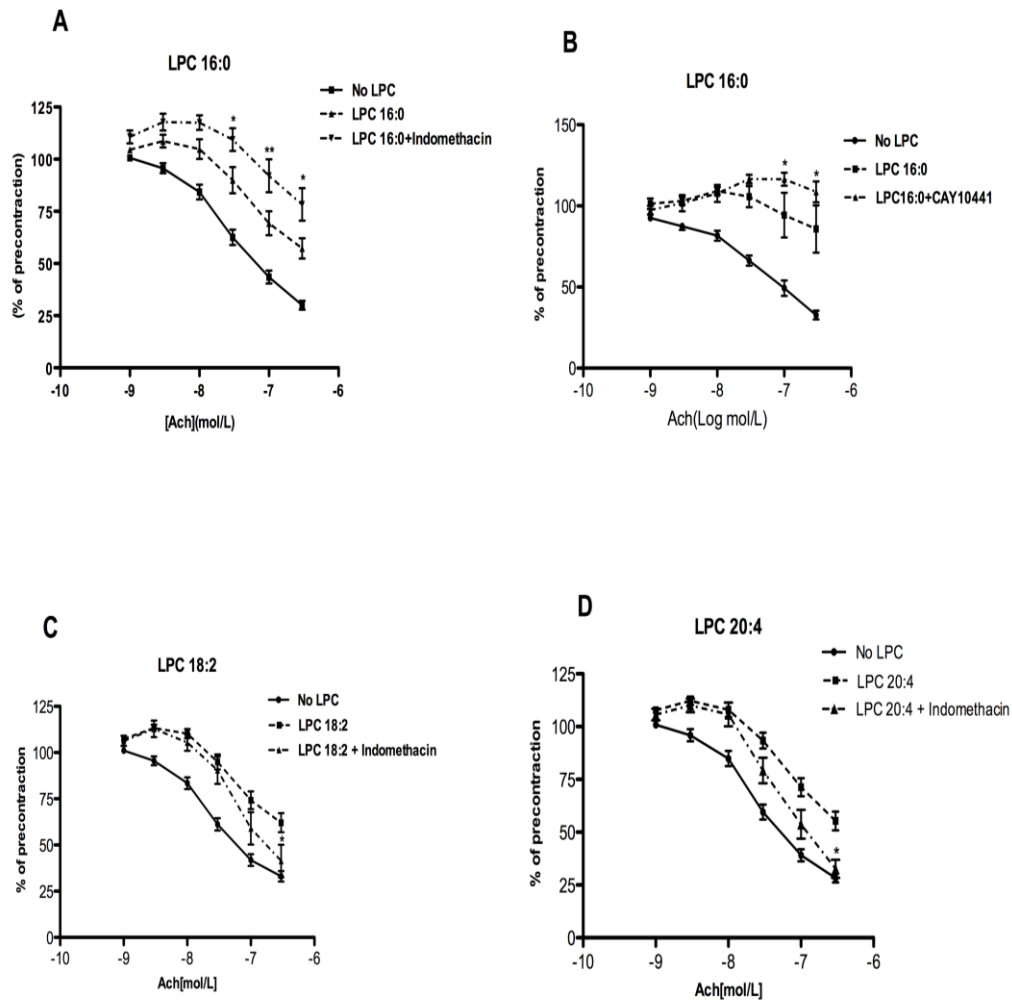 A
LPC 16:0
No LPC
LPC 16:0
LPC 16:0+Indomethacin
125
100
75
50
25
0
(% of precontraction)
*
**
*
-10
-9
-8
-7
-6
[Ach](mol/L)
B
LPC 16:0
No LPC
LPC 16:0
LPC16:0+CAY10441
150
100
50
0
% of precontraction
*
*
-10
-9
-8
-7
-6
Ach(Log mol/L)
C
LPC 18:2
No LPC
LPC 18:2
LPC 18:2 + Indomethacin
125
100
75
50
25
0
% of precontraction
*
-10
-9
-8
-7
-6
Ach[mol/L]
D
LPC 20:4
No LPC
LPC 20:4
LPC 20:4 + Indomethacin
125
100
75
50
25
0
% of precontraction
*
-10
-9
-8
-7
-6
Ach[mol/L]